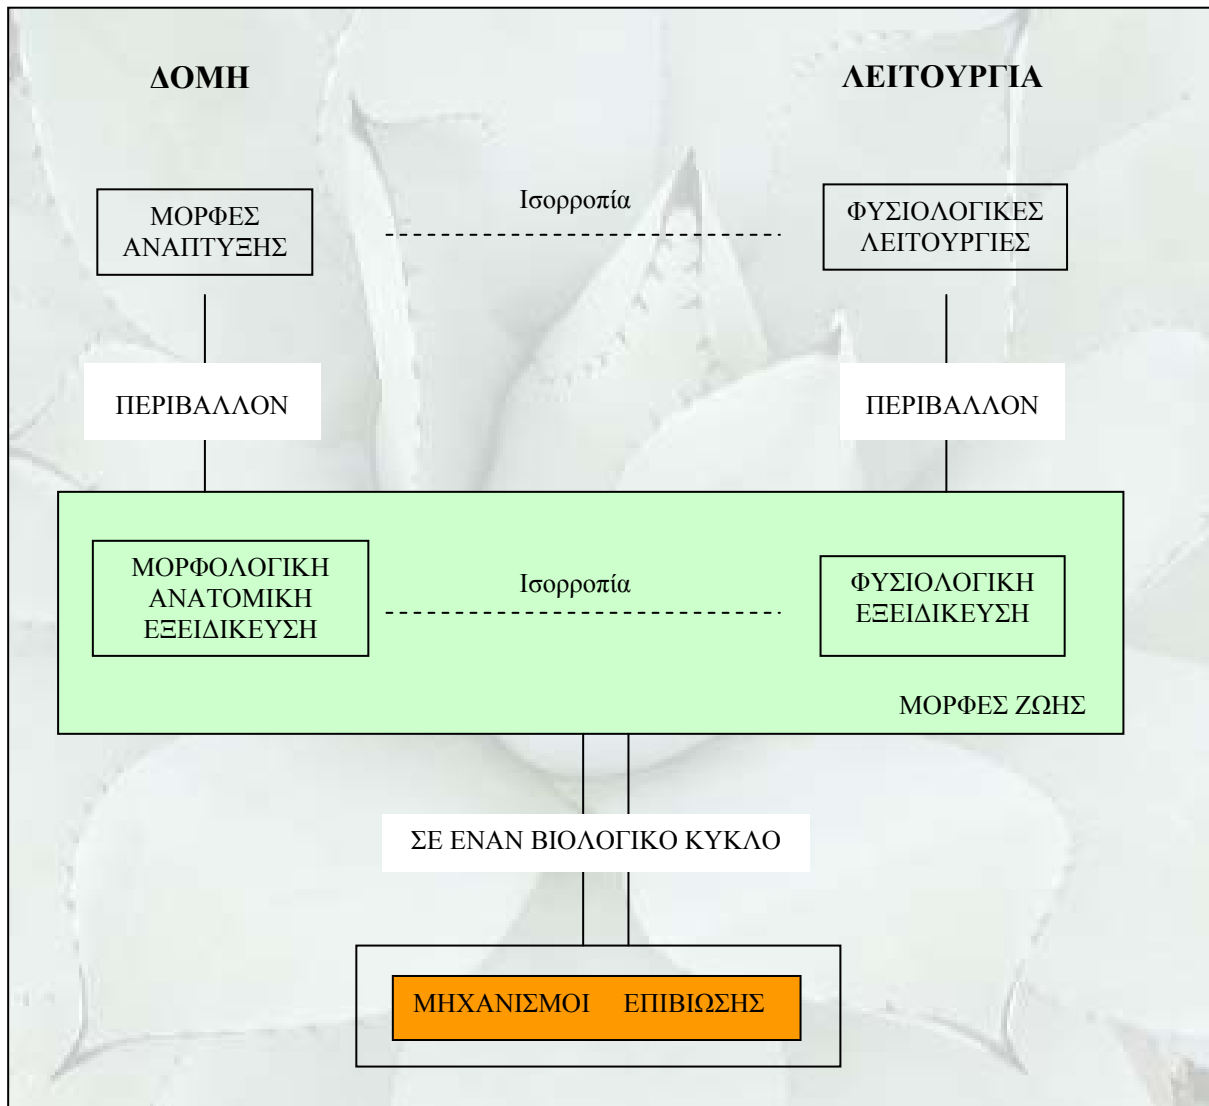 ΔΟΜΗ
ΛΕΙΤΟΥΡΓΙΑ
ΜΟΡΦΕΣ
ΑΝΑΠΤΥΞΗΣ
Ισορροπία
ΦΥΣΙΟΛΟΓΙΚΕΣ
ΛΕΙΤΟΥΡΓΙΕΣ
ΠΕΡΙΒΑΛΛΟΝ
ΠΕΡΙΒΑΛΛΟΝ
ΜΟΡΦΟΛΟΓΙΚΗ
ΑΝΑΤΟΜΙΚΗ
ΕΞΕΙΔΙΚΕΥΣΗ
Ισορροπία
ΦΥΣΙΟΛΟΓΙΚΗ
ΕΞΕΙΔΙΚΕΥΣΗ
ΜΟΡΦΕΣ ΖΩΗΣ
ΣΕ ΕΝΑΝ ΒΙΟΛΟΓΙΚΟ ΚΥΚΛΟ
ΜΗΧΑΝΙΣΜΟΙ ΕΠΙΒΙΩΣΗΣ